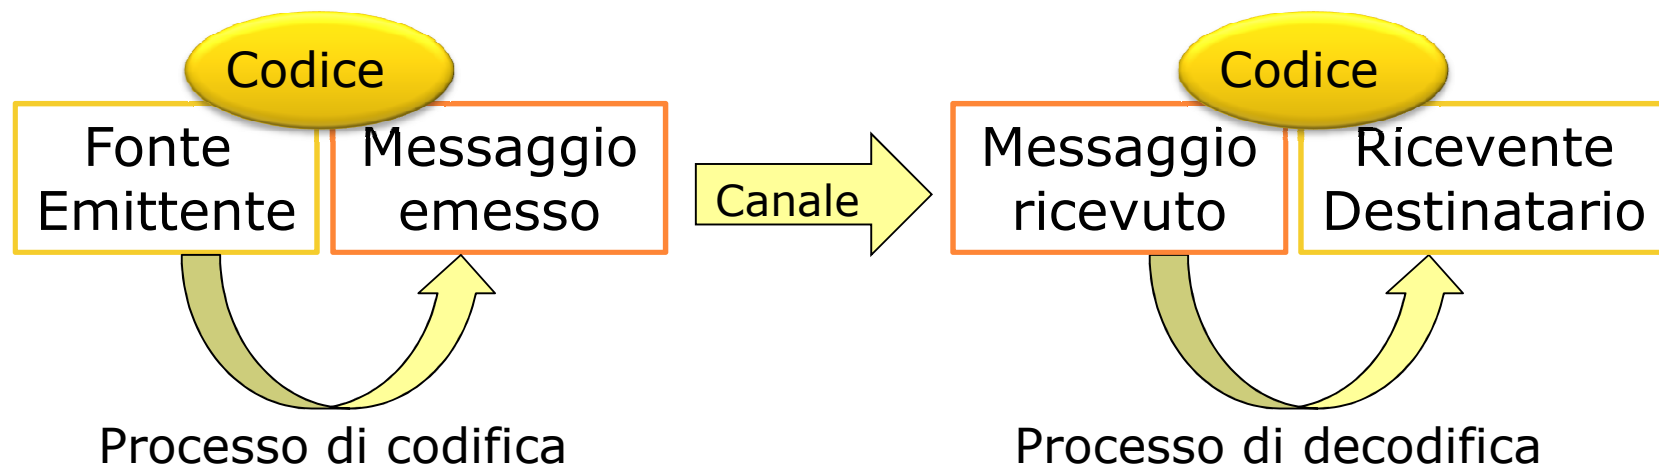 Codice
Fonte
Emittente
Messaggio
emesso
Processo di codifica
Canale
Codice
Messaggio
ricevuto
Ricevente
Destinatario
Processo di decodifica